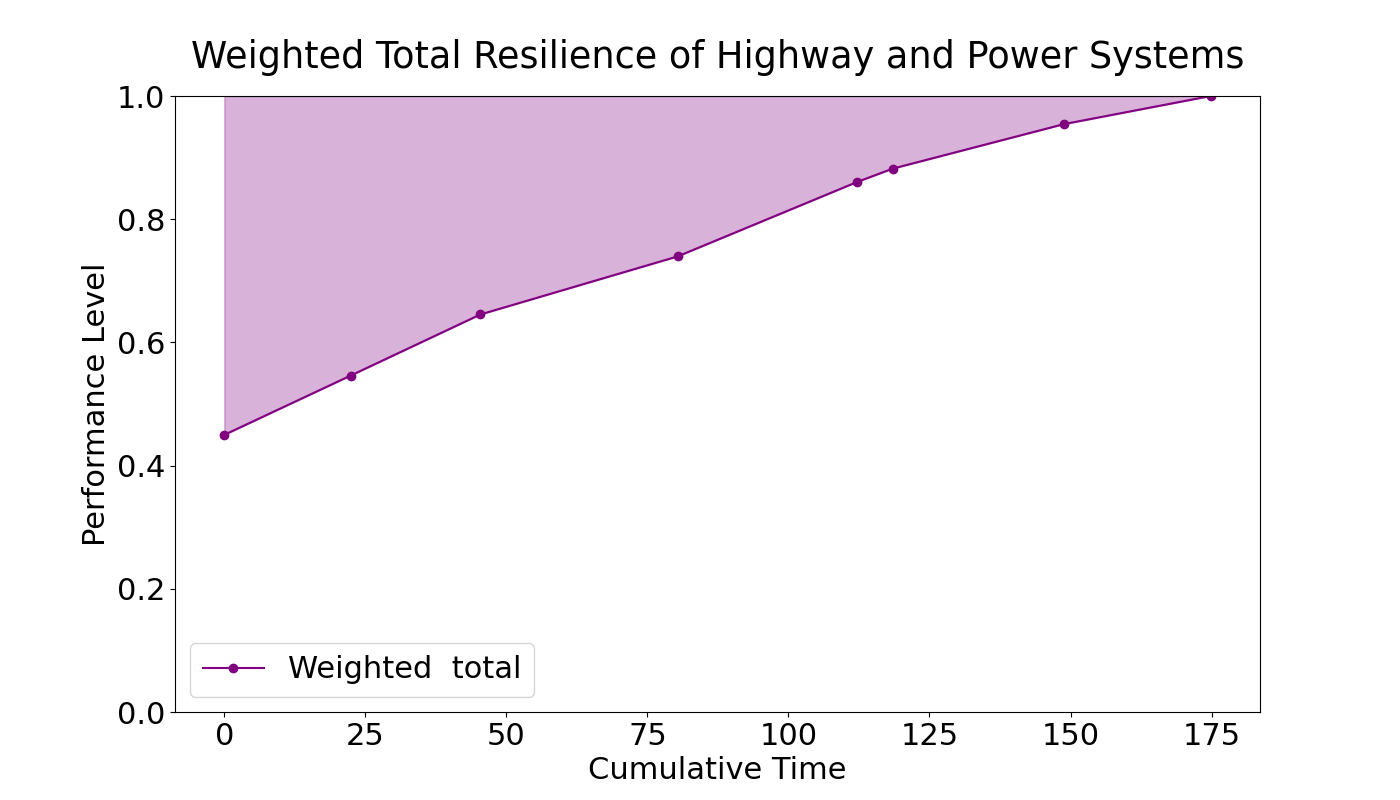 Weighted Total Resilience of Highway and Power Systems
1.0
0.8
0.6
0.4
0.2
0.0
Performance Level
Weighted  total
0 25 50 75 100 125 150 175
Cumulative Time